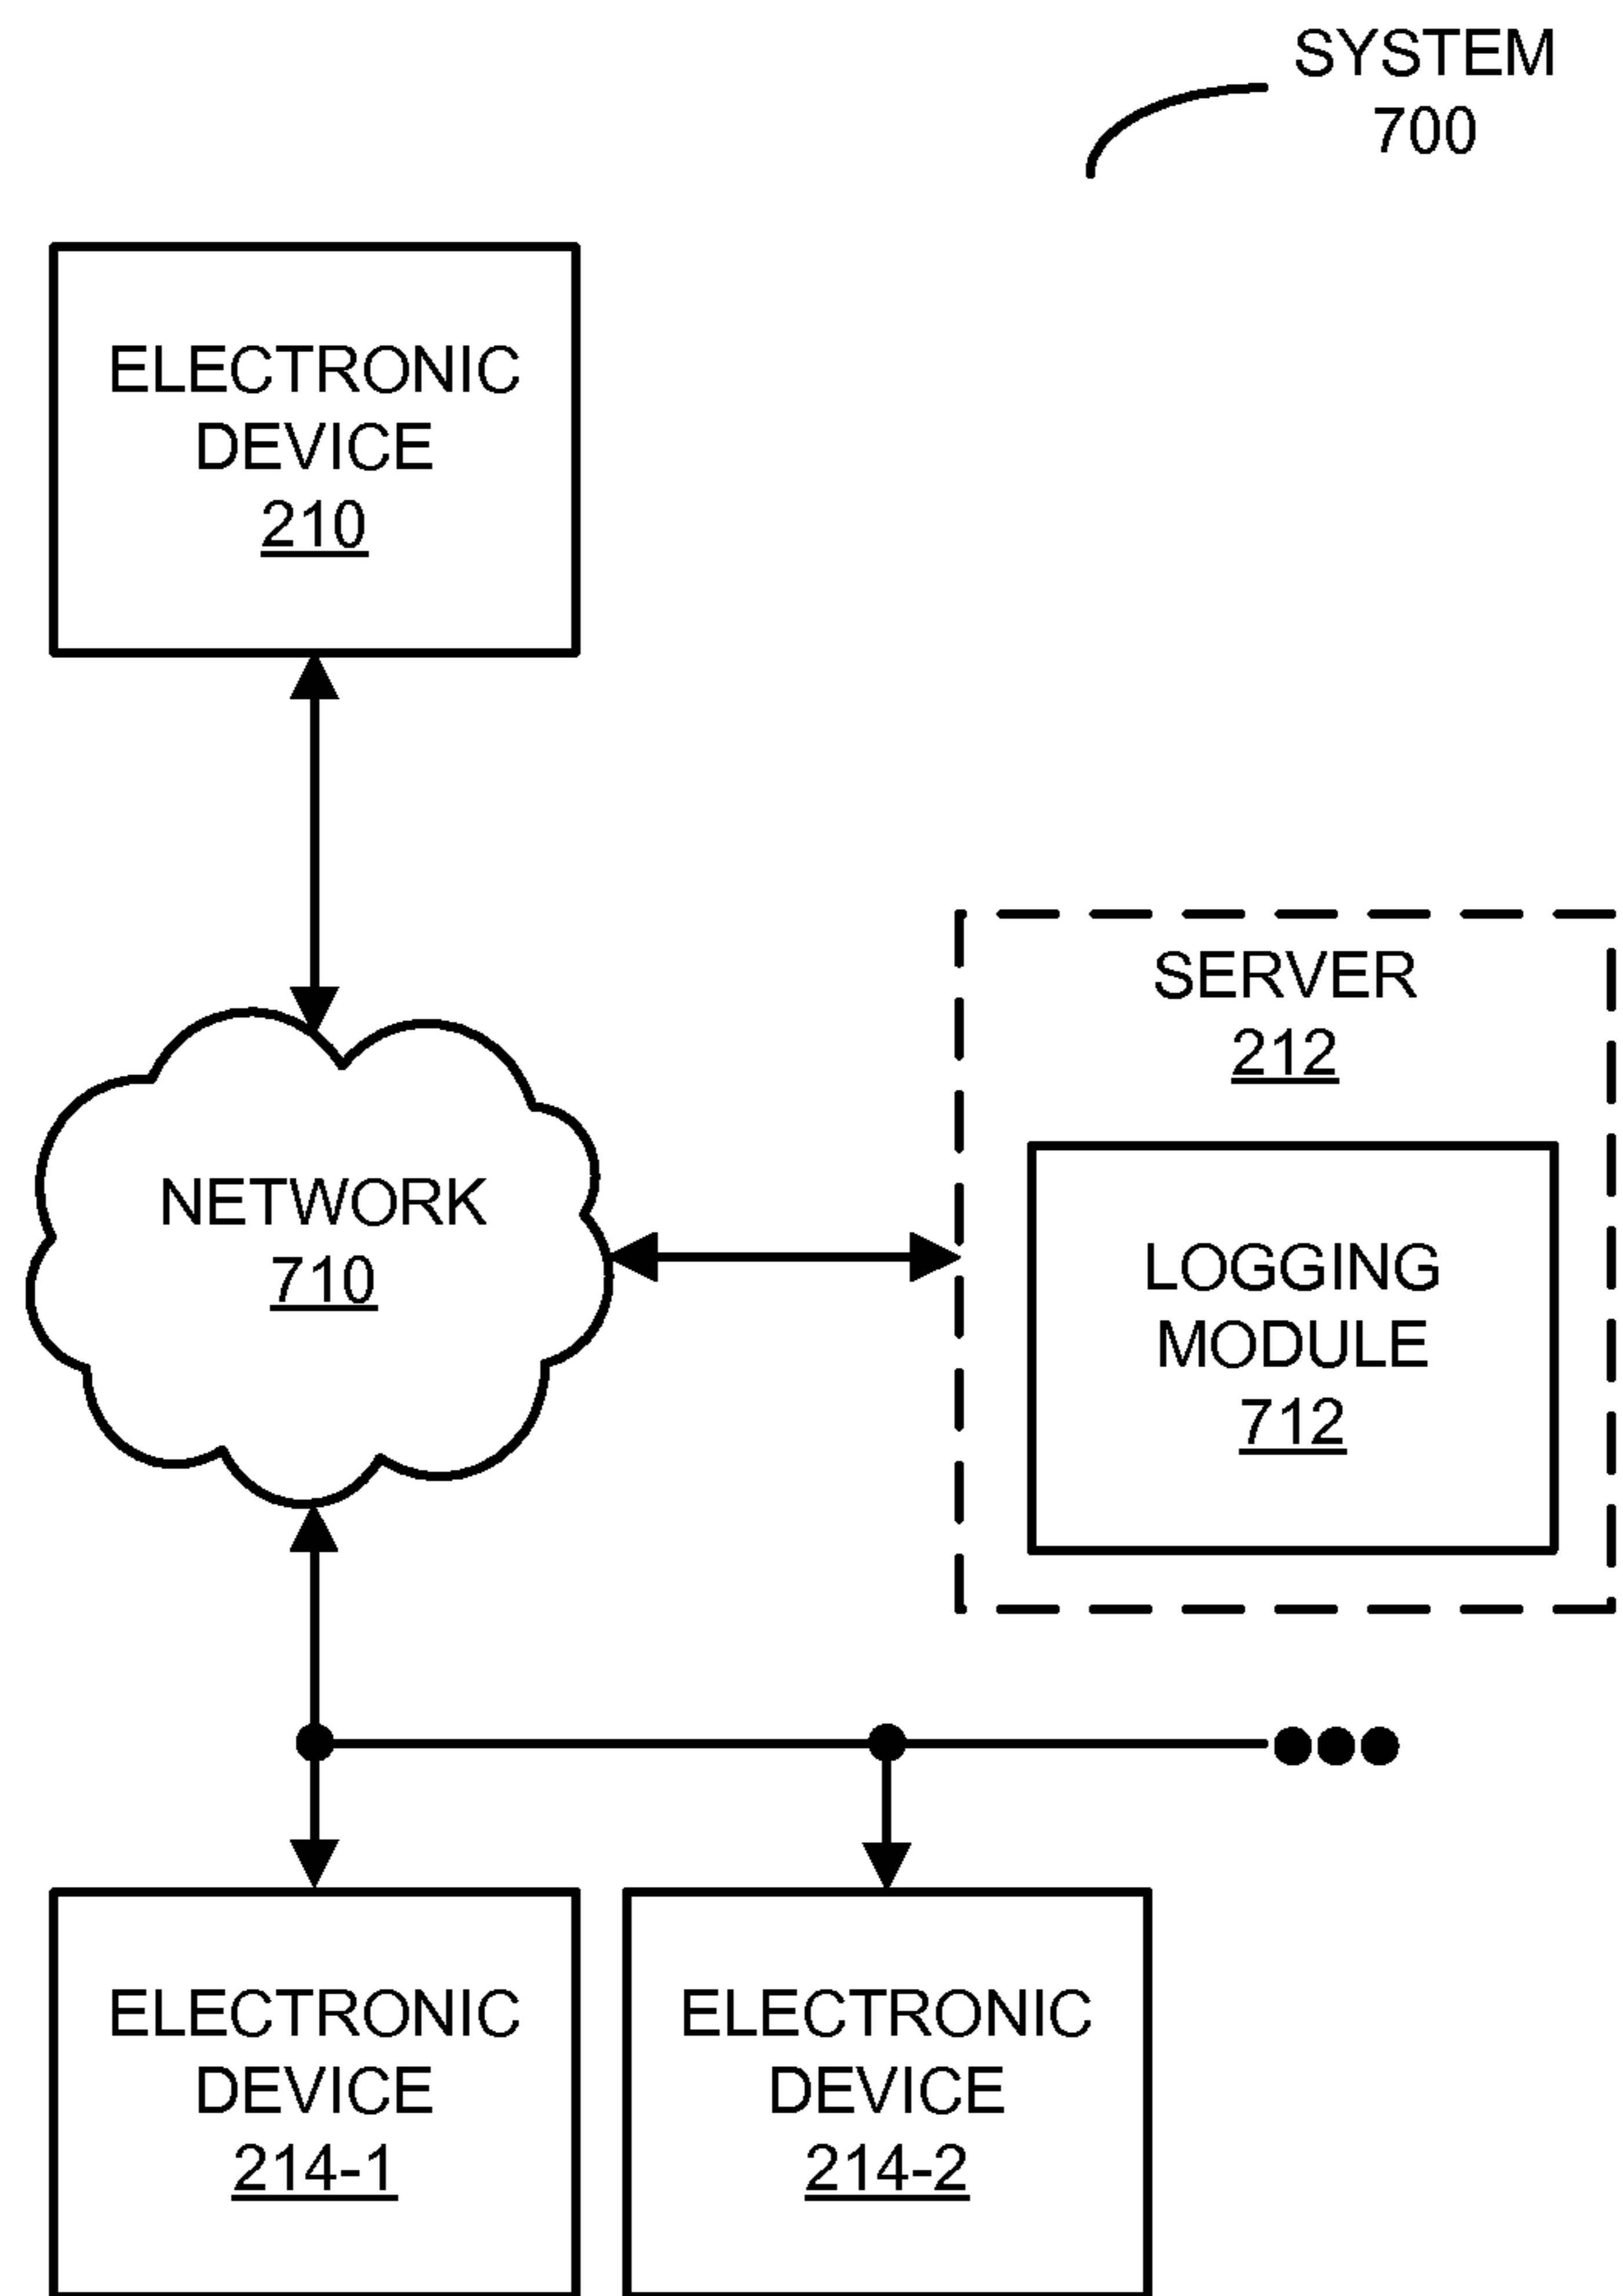 SYSTEM
700
ELECTRONIC
DEVICE
210
SERVER
212
NETWORK
710
LOGGING
MODULE
712
ELECTRONIC
DEVICE
214-1
ELECTRONIC
DEVICE
214-2